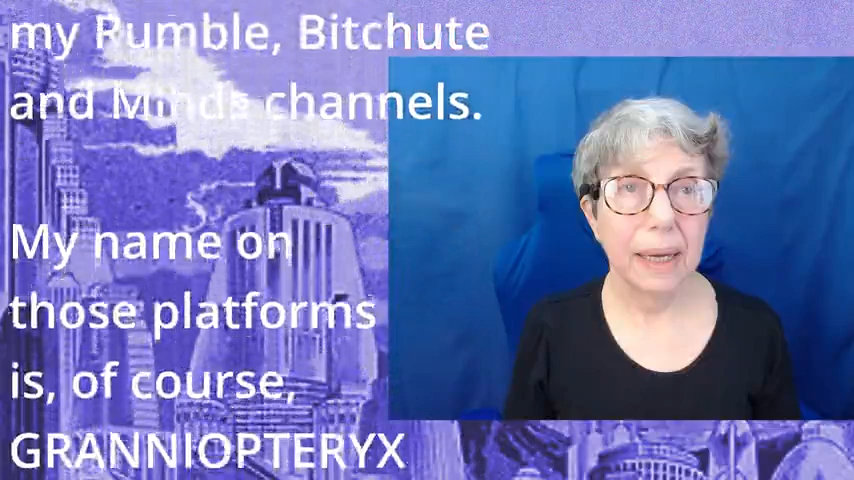 my Rumble, Bitchute
and Minds channels.
My name on
those platforms
is, of course,
GRANNIOPTERYX